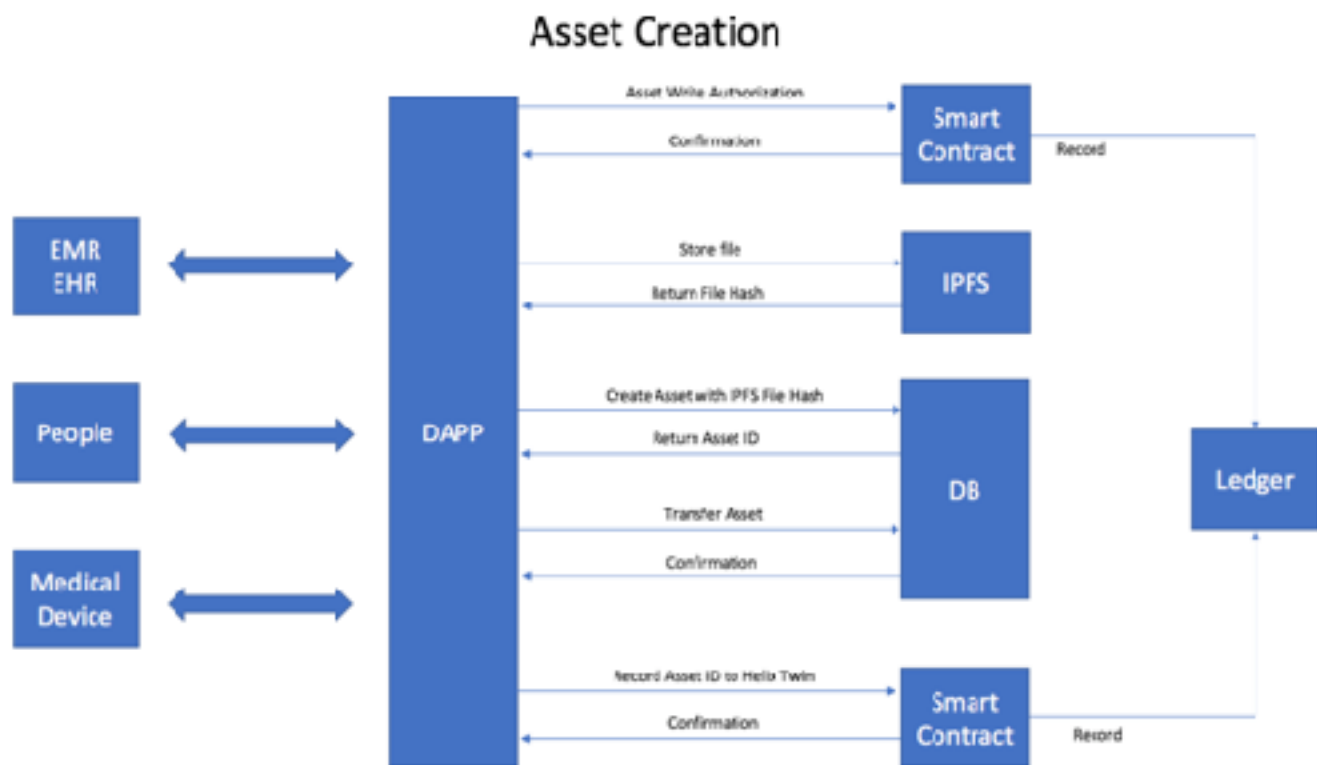 Asset Creation
Asset Write Authorization
Smart
Contract
Confirmation
Record
EMR
EHR
Store file
IPFS
Return File Hash
Create Asset with IPFS File Hash
People
DAPP
Return Asset ID
DB
Ledger
Transfer Asset
Confirmation
Medical
Device
Record Asset ID to Helix Twin
Smart
Contract
Confirmation
Record